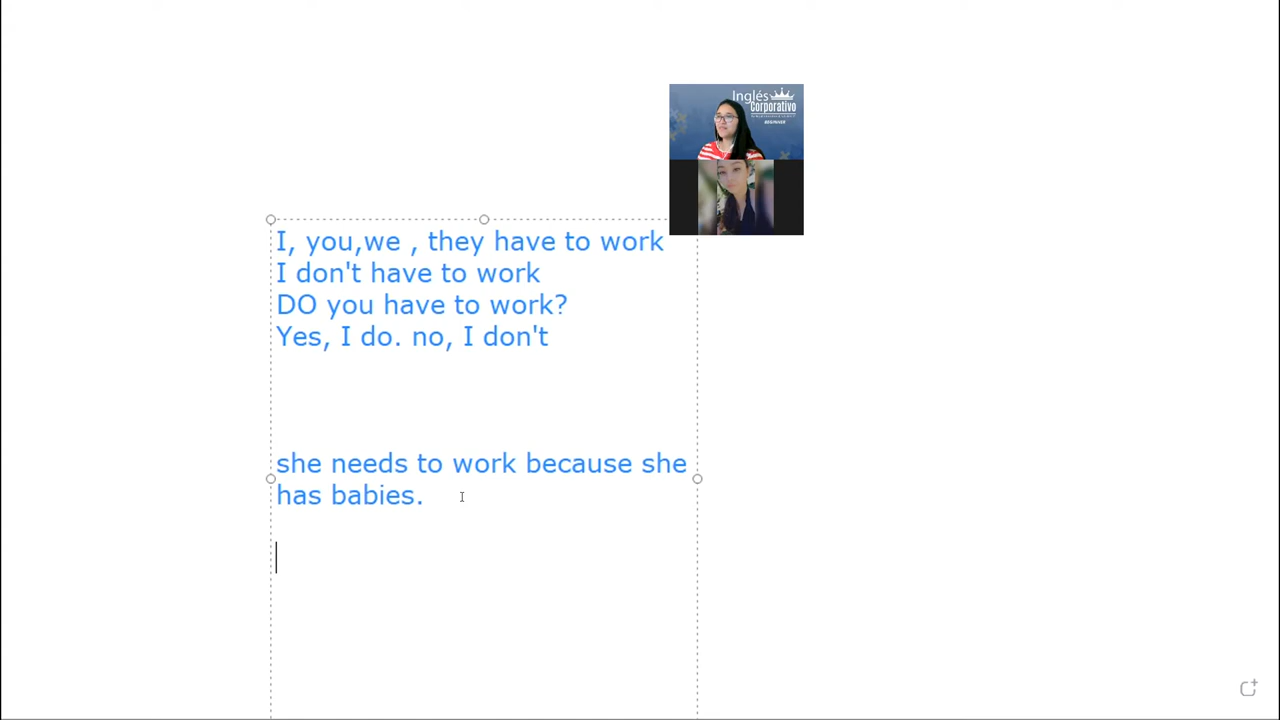 Inglés
Corporativo
BEGINNER
I, you,we , they have to work
I don't have to work
DO you have to work?
Yes, I do. no, I don't
she needs to work because she
has babies.